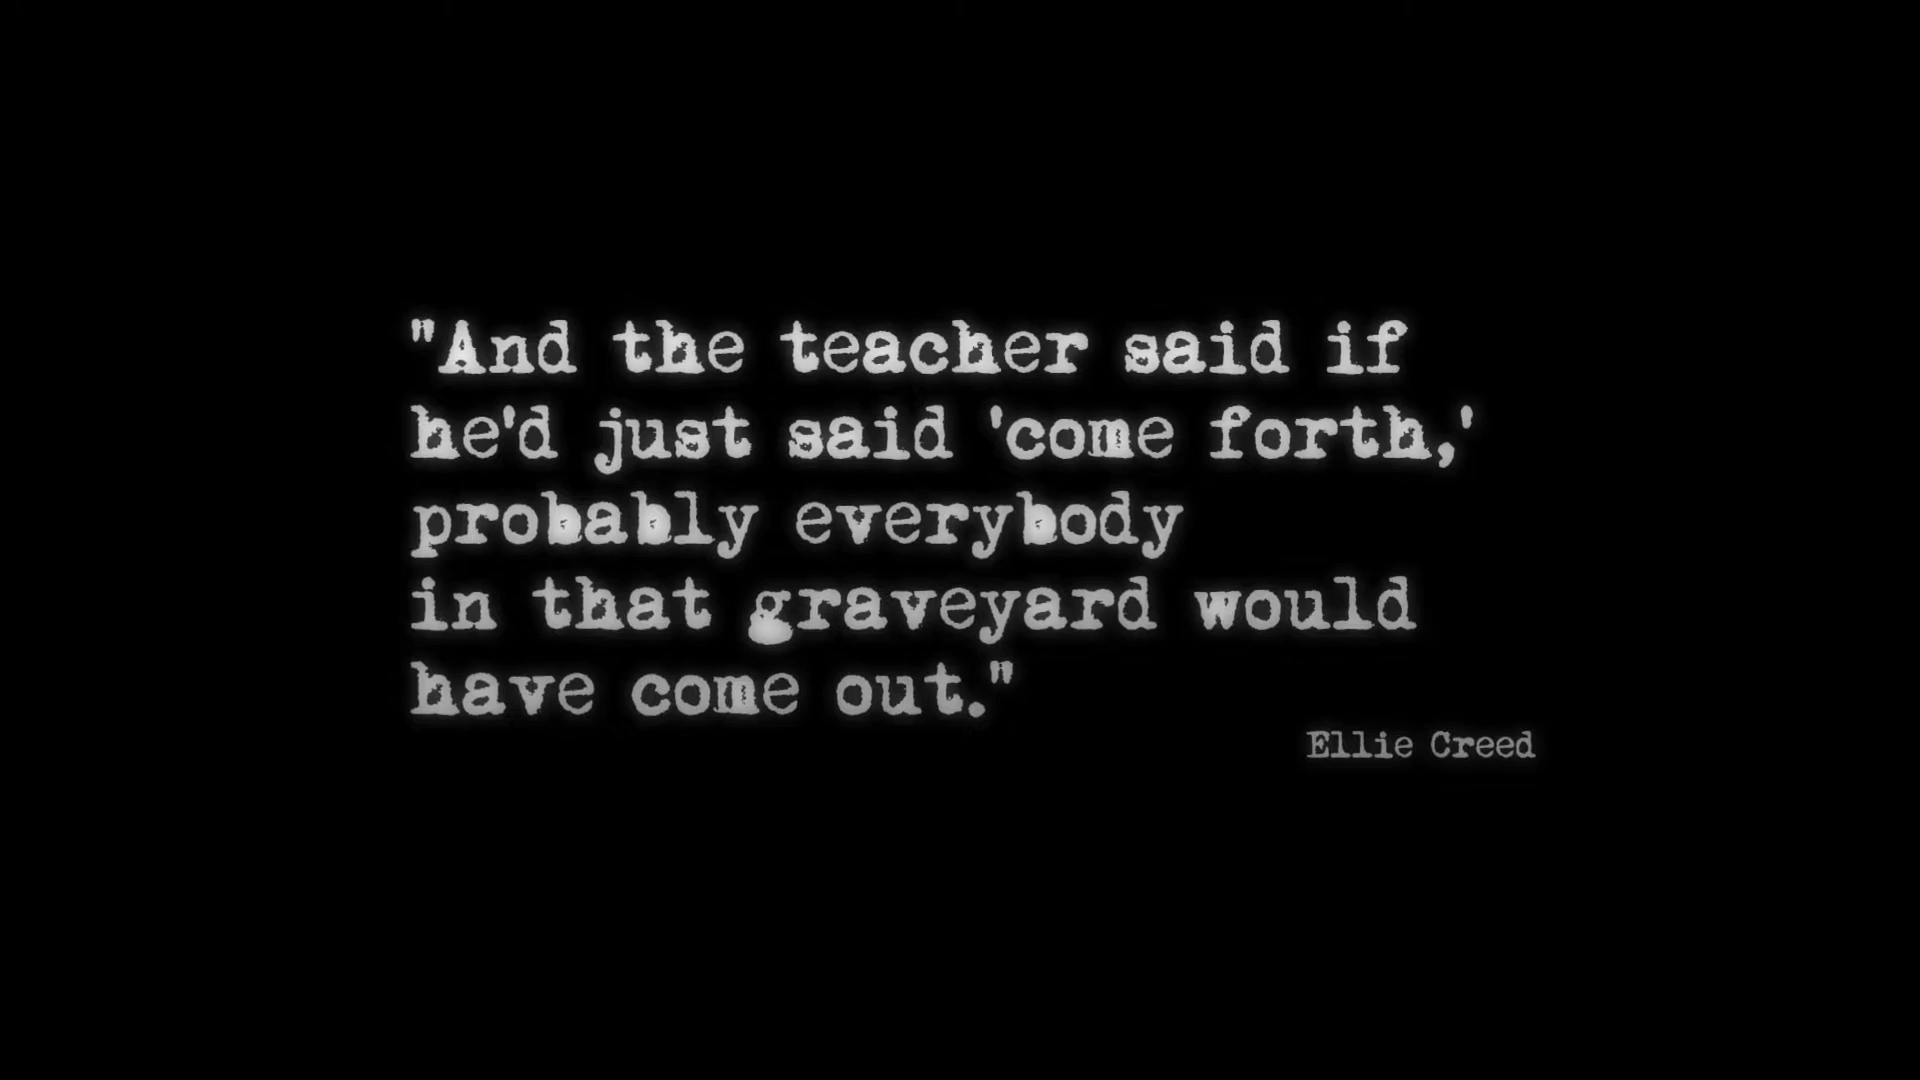 "And the teacher said if
he'd just said 'come forth,'
probably everybody
in that graveyard would
have come out."
Ellie Creed